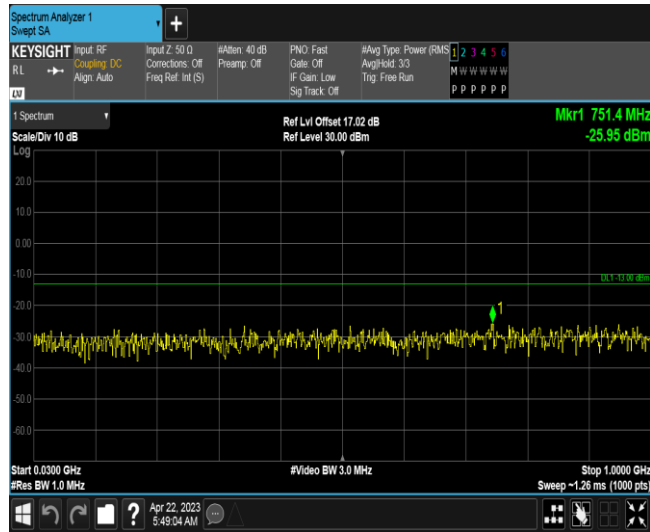 Spectrum Analyzer 1
Swept SA
+
KEYSIGHT
RL
LXI
Input: RF
Coupling: DC
Align: Auto
Input Z: 50 Ω
Corrections: Off
Freq Ref: Int (S)
#Atten: 40 dB
Preamp: Off
PNO: Fast
Gate: Off
IF Gain: Low
Sig Track: Off
#Avg Type: Power (RMS
Avg|Hold: 3/3
Trig: Free Run
1 2 3 4 5 6
M W W W W W
P P P P P P
1 Spectrum
Scale/Div 10 dB
Log
Ref Lvl Offset 17.02 dB
Ref Level 30.00 dBm
Mkr1 751.4 MHz
-25.95 dBm
20.0
10.0
0.00
-10.0
DL1 -13.00 dBm
-20.0
1
-30.0
-40.0
-50.0
-60.0
Start 0.0300 GHz
#Res BW 1.0 MHz
#Video BW 3.0 MHz
Stop 1.0000 GHz
Sweep ~1.26 ms (1000 pts)
?
Apr 22, 2023
5:49:04 AM